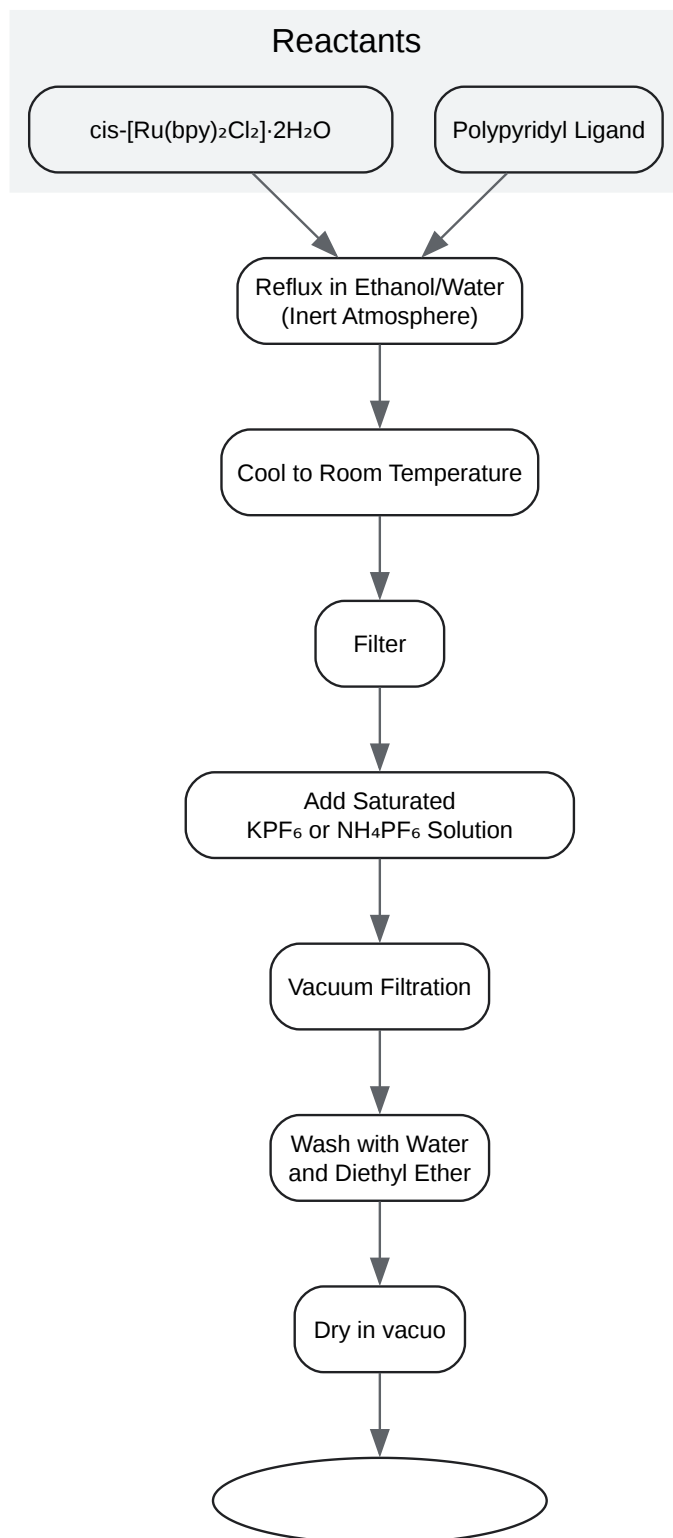 Reactants
cis-[Ru(bpy)₂Cl₂]·2H₂O
Polypyridyl Ligand
Reflux in Ethanol/Water
(Inert Atmosphere)
Cool to Room Temperature
Filter
Add Saturated
KPF₆ or NH₄PF₆ Solution
Vacuum Filtration
Wash with Water
and Diethyl Ether
Dry in vacuo